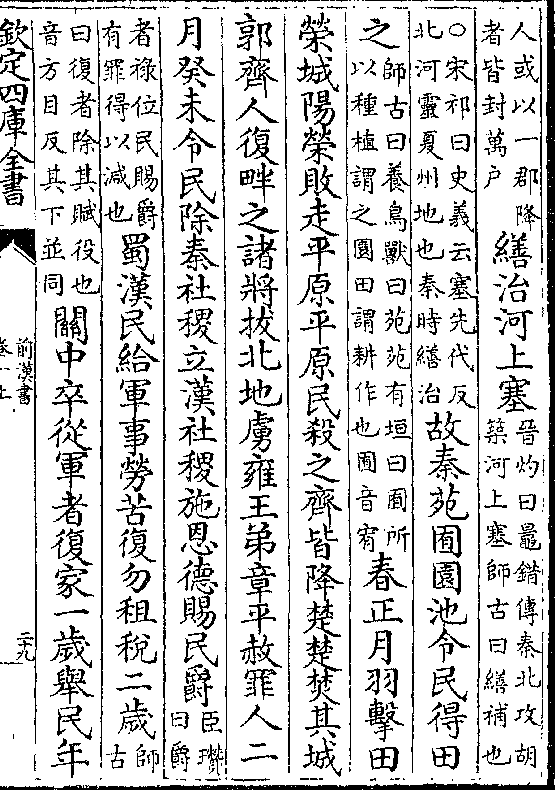 人或以一郡降者皆封萬户繕治河上塞晉灼曰鼂錯傳秦北攻胡築河上塞師古曰繕補也
○宋祁曰史義云塞先代反北河靈夏州地也秦時繕治故秦苑囿園池令民得田
之師古曰養鳥獸曰苑苑有垣曰囿所以種植謂之園田謂耕作也囿音宥春正月羽擊田
榮城陽榮敗走平原平原民殺之齊皆降楚楚焚其城
郭齊人復畔之諸將拔北地虜雍王弟章平赦罪人二
月癸未令民除秦社稷立漢社稷施恩德賜民爵臣瓚曰爵
者祿位民賜爵有罪得以減也蜀漢民給軍事勞苦復勿租稅二歲師古
曰復者除其賦役也音方目反其下並同關中卒從軍者復家一歲舉民年
欽定四庫全書
前漢書
卷一上
二十九